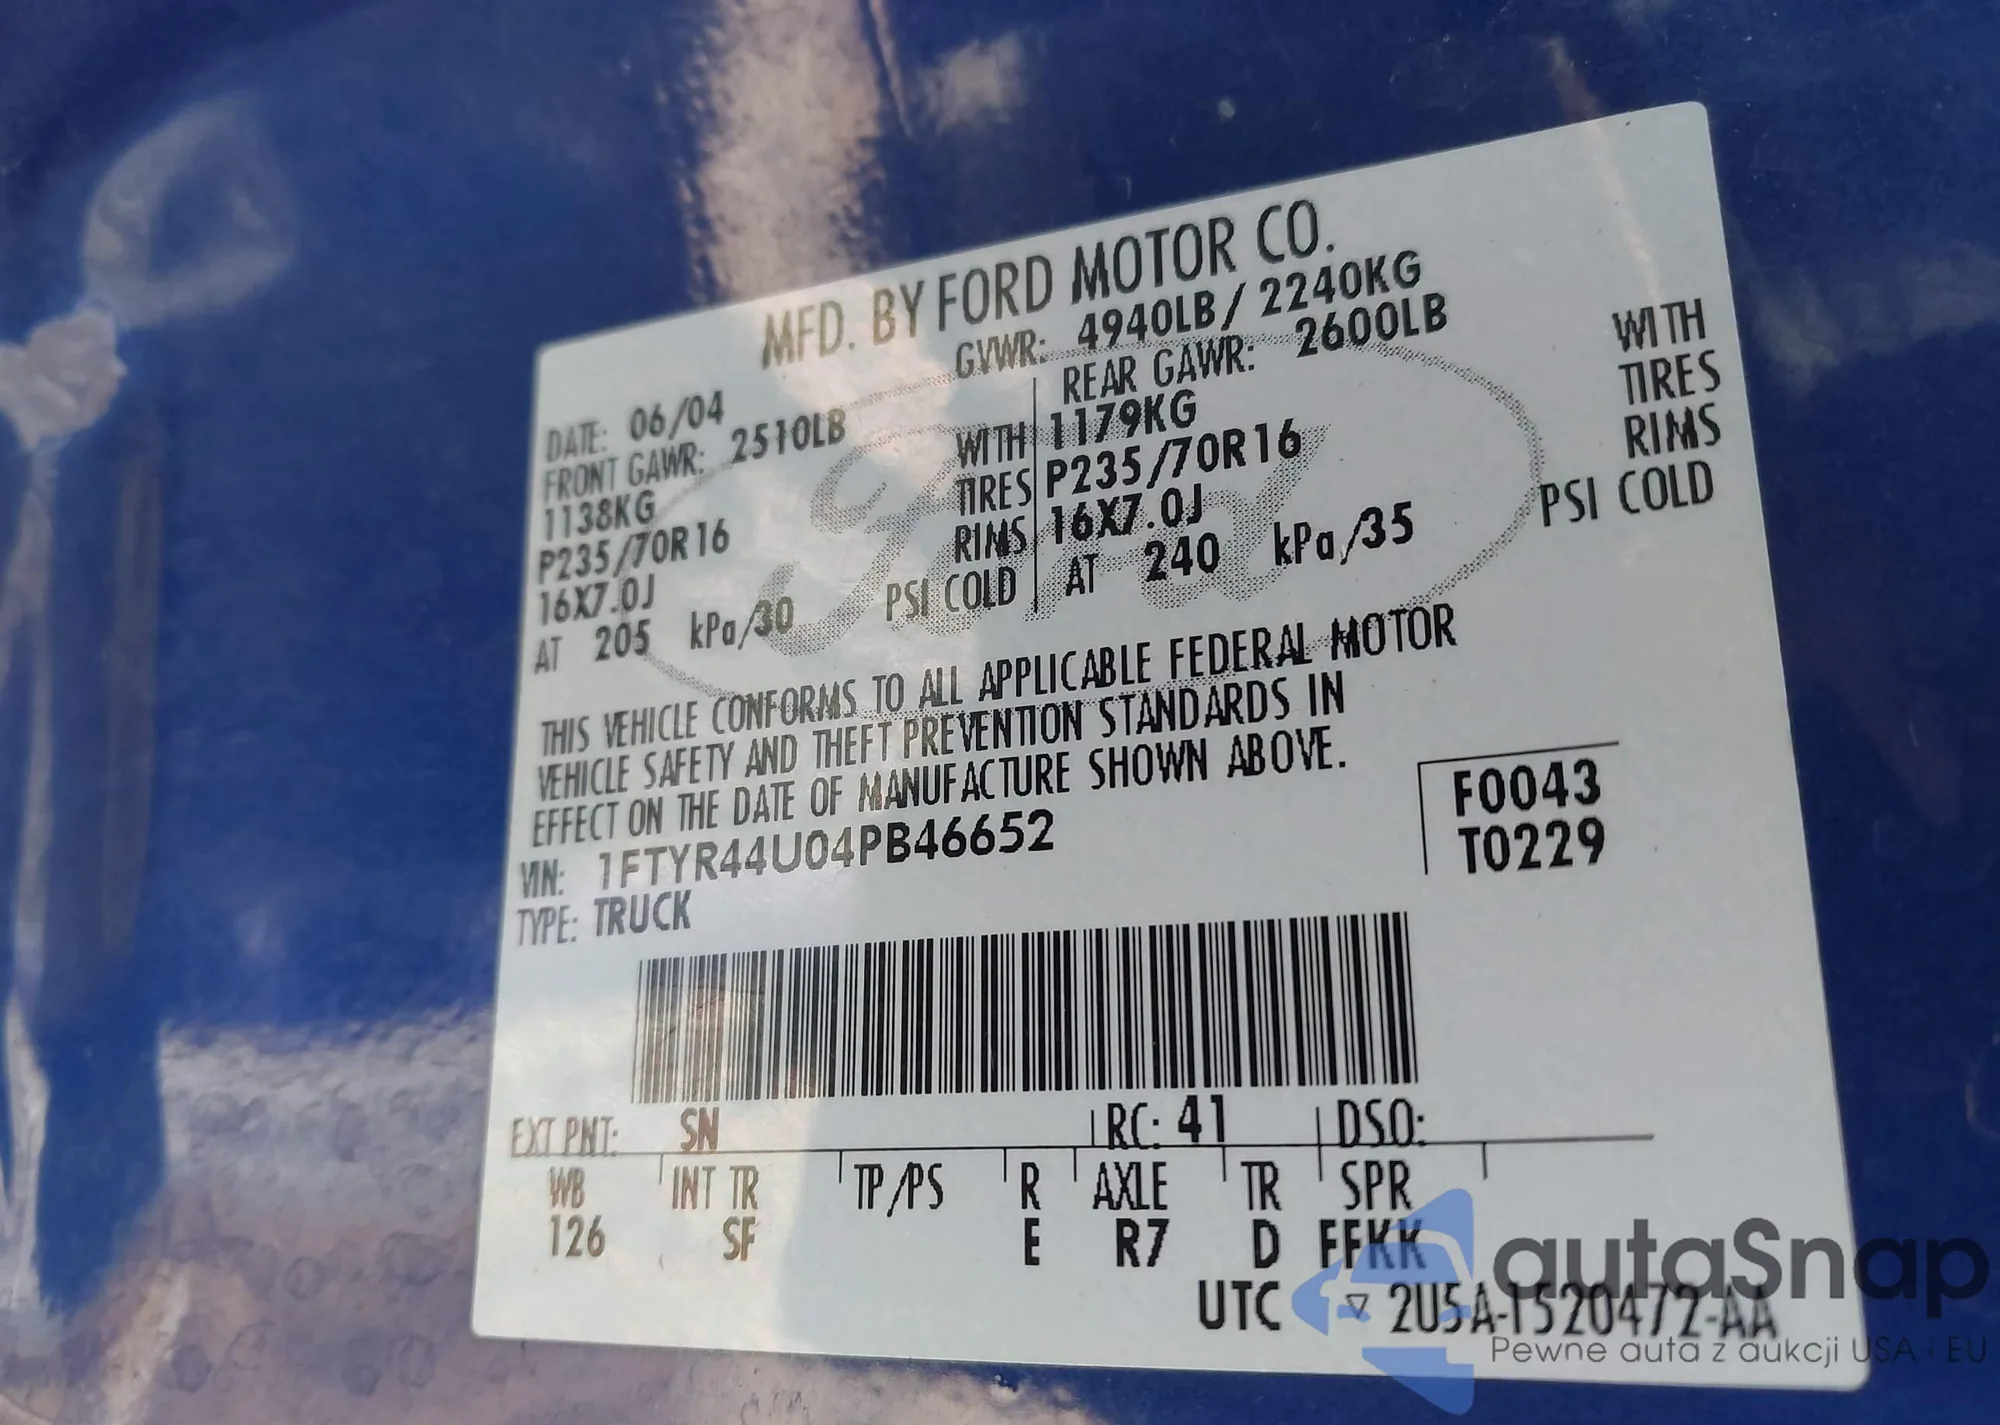 MFD. BY FORD MOTOR CO.
DATE: 06/04 GVWR: 4940LB/ 2240KG
FRONT GAWR: 2510LB REAR GAWR: 2600LB
1138KG WITH 1179KG WITH
P235/70R16 TIRES P235/70R16 TIRES
16X7.0J RIMS 16X7.0J RIMS
AT 205 kPa/30 PSI COLD AT 240 kPa/35 PSI COLD
Ford
THIS VEHICLE CONFORMS TO ALL APPLICABLE FEDERAL MOTOR
VEHICLE SAFETY AND THEFT PREVENTION STANDARDS IN
EFFECT ON THE DATE OF MANUFACTURE SHOWN ABOVE.
VIN: 1FTYR44U04PB46652
TYPE: TRUCK
F0043
T0229
EXT PNT: SN RC: 41 DSO:
WB INT TR TP/PS R AXLE TR SPR
126 SF E R7 D FFKK
UTC ▽ 2U5A-1520472-AA
autaSnap
Pewne auta z aukcji USA i EU